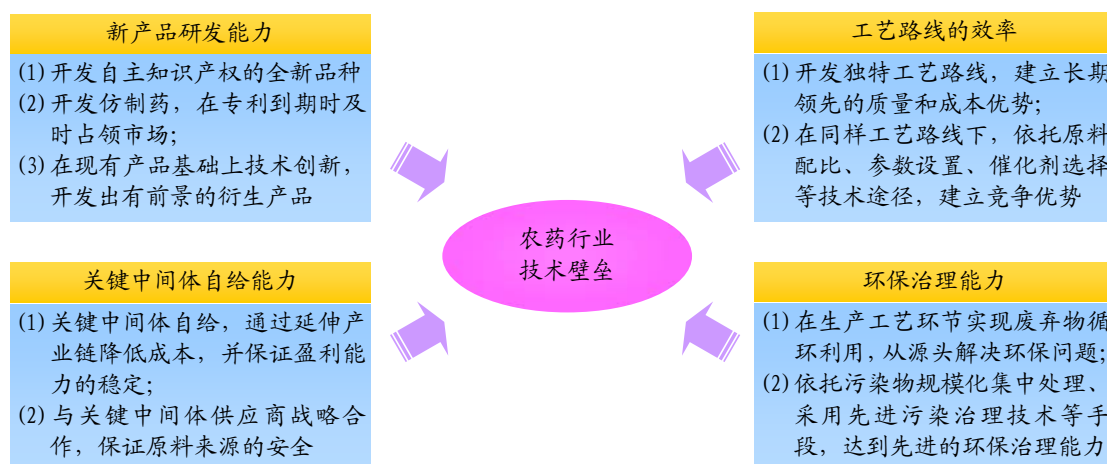 新产品研发能力
(1) 开发自主知识产权的全新品种
(2) 开发仿制药，在专利到期时及
时占领市场；
(3) 在现有产品基础上技术创新，
开发出有前景的衍生产品
工艺路线的效率
(1) 开发独特工艺路线，建立长期
领先的质量和成本优势；
(2) 在同样工艺路线下，依托原料
配比、参数设置、催化剂选择
等技术途径，建立竞争优势
农药行业
技术壁垒
关键中间体自给能力
(1) 关键中间体自给，通过延伸产
业链降低成本，并保证盈利能
力的稳定；
(2) 与关键中间体供应商战略合
作，保证原料来源的安全
环保治理能力
(1) 在生产工艺环节实现废弃物循
环利用，从源头解决环保问题；
(2) 依托污染物规模化集中处理、
采用先进污染治理技术等手
段，达到先进的环保治理能力